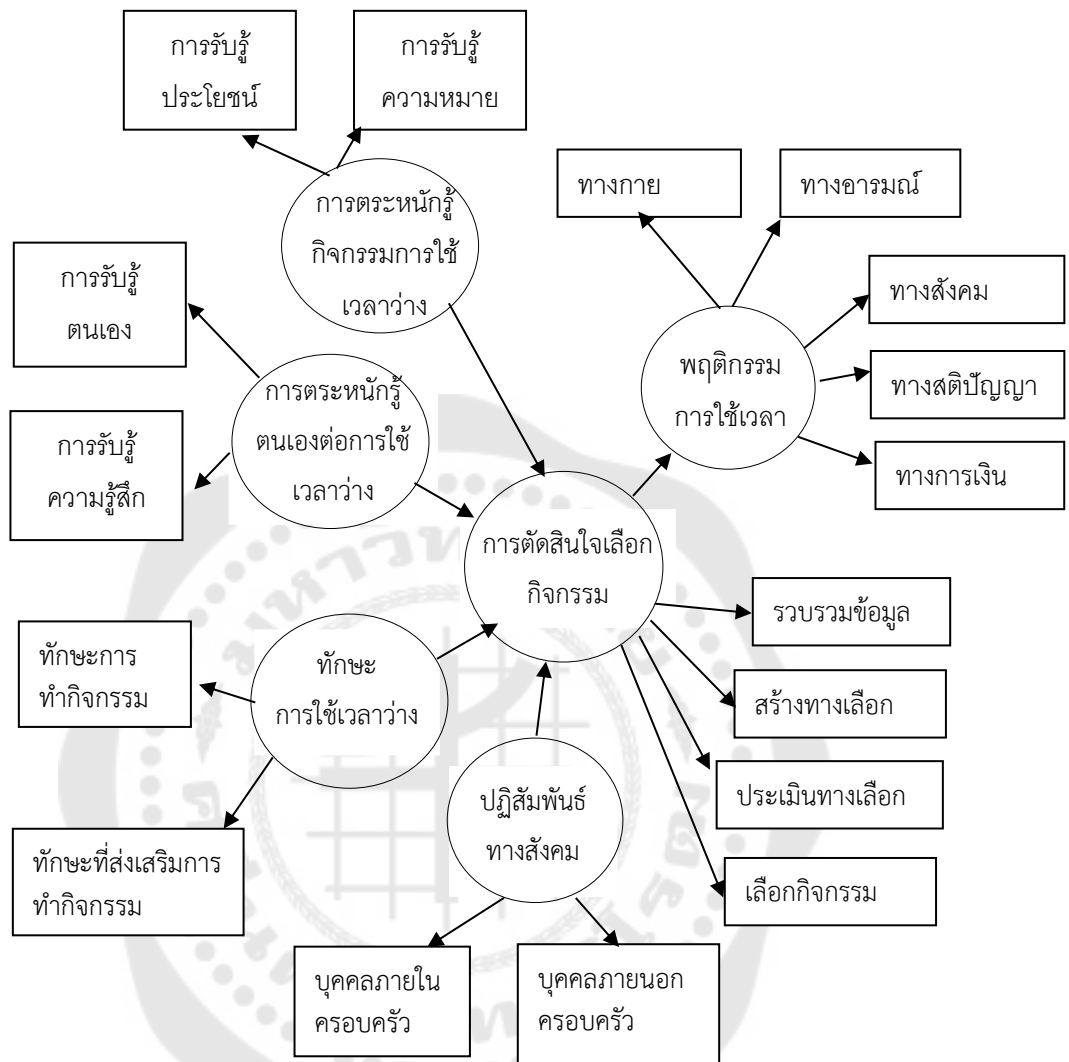 การรับรู้
ประโยชน์
การรับรู้
ความหมาย
การตระหนักรู้
กิจกรรมการใช้
เวลาว่าง
ทางกาย
ทางอารมณ์
การรับรู้
ตนเอง
ทางสังคม
พฤติกรรม
การใช้เวลา
ทางสติปัญญา
การตระหนักรู้
ตนเองต่อการใช้
เวลาว่าง
การรับรู้
ความรู้สึก
ทางการเงิน
การตัดสินใจเลือก
กิจกรรม
รวบรวมข้อมูล
ทักษะการ
ทำกิจกรรม
ทักษะ
การใช้เวลาว่าง
สร้างทางเลือก
ปฏิสัมพันธ์
ทางสังคม
ประเมินทางเลือก
ทักษะที่ส่งเสริมการ
ทำกิจกรรม
เลือกกิจกรรม
บุคคลภายใน
ครอบครัว
บุคคลภายนอก
ครอบครัว